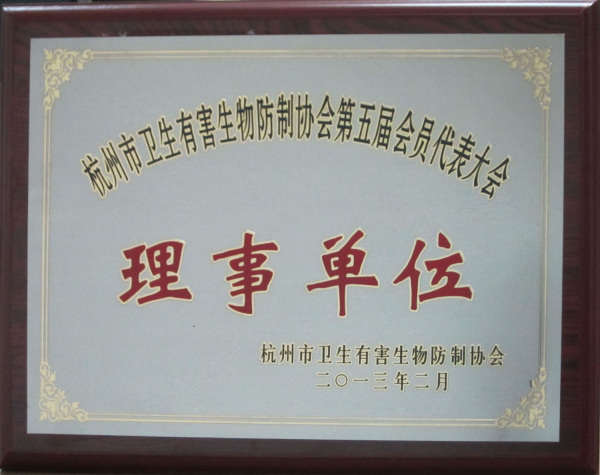 杭州市卫生有害生物防制协会第五届会员代表大会
理事单位
杭州市卫生有害生物防制协会
二〇一三年二月